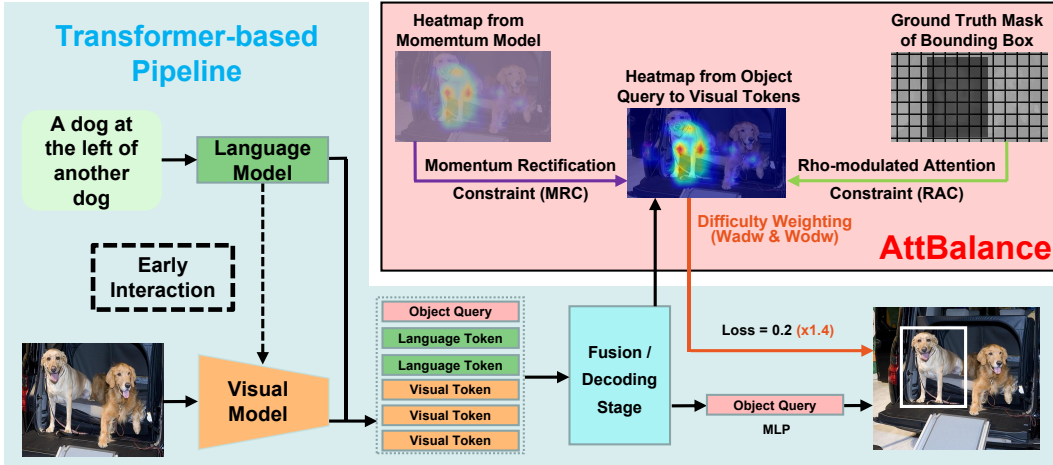 Transformer-based
Pipeline
A dog at
the left of
another
dog
Language
Model
Early
Interaction
Visual
Model
Heatmap from
Momemtum Model
Heatmap from Object
Query to Visual Tokens
Ground Truth Mask
of Bounding Box
Momentum Rectification
Constraint (MRC)
Rho-modulated Attention
Constraint (RAC)
Difficulty Weighting
(Wadw & Wodw)
AttBalance
Object Query
Language Token
Language Token
Visual Token
Visual Token
Visual Token
Fusion /
Decoding
Stage
Loss = 0.2 (x1.4)
Object Query
MLP